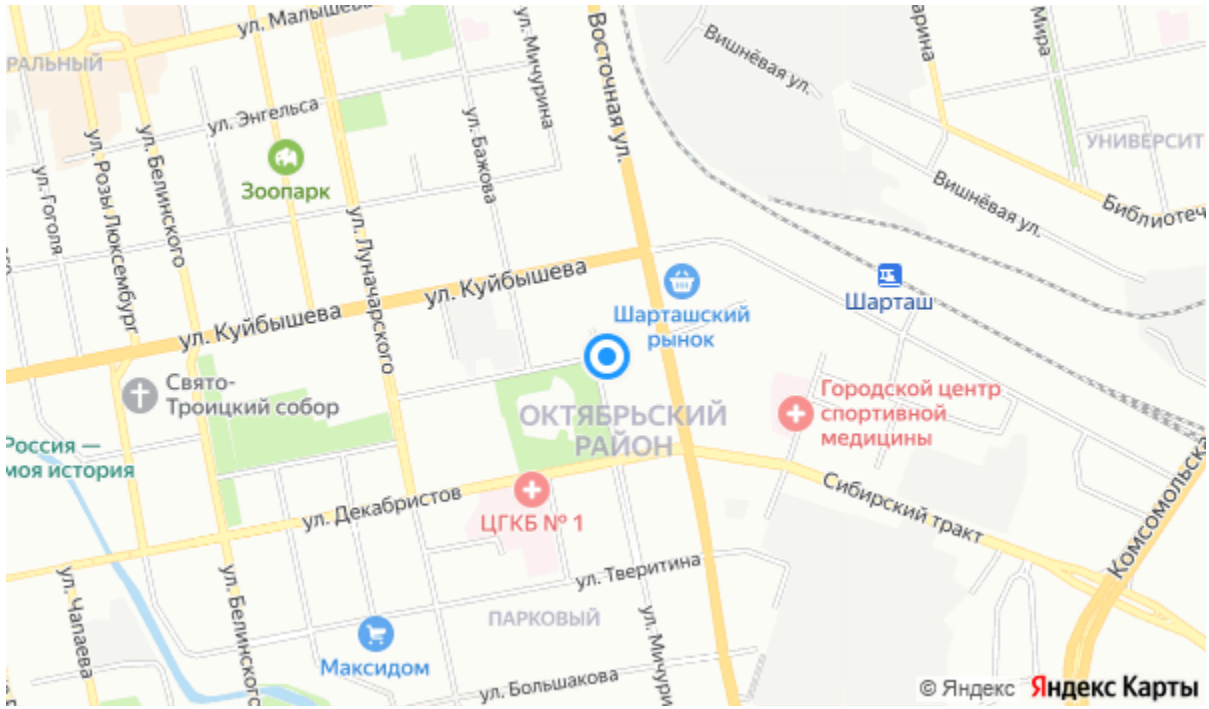 ул. Малышева
РАЛЬНЫЙ
ул. Энгельса
Зоопарк
ул. Гоголя
ул. Розы Люксембург
ул. Белинского
ул. Луначарского
ул. Бажова
ул. Мичурина
Восточная ул.
Вишнёвая ул.
арина
Мира
УНИВЕРСИТ
Вишнёвая ул.
Библиотеч
ул. Куйбышева
ул. Куйбышева
Шарташский
рынок
Шарташ
Свято-
Троицкий собор
ОКТЯБРЬСКИЙ
РАЙОН
Городской центр
спортивной
медицины
Россия —
моя история
ул. Декабристов
ЦГКБ № 1
Сибирский тракт
Комсомольска
ул. Чапаева
ул. Белинского
ул. Тверитина
ПАРКОВЫЙ
Максидом
ул. Большакова
ул. Мичури
© Яндекс Яндекс Карты